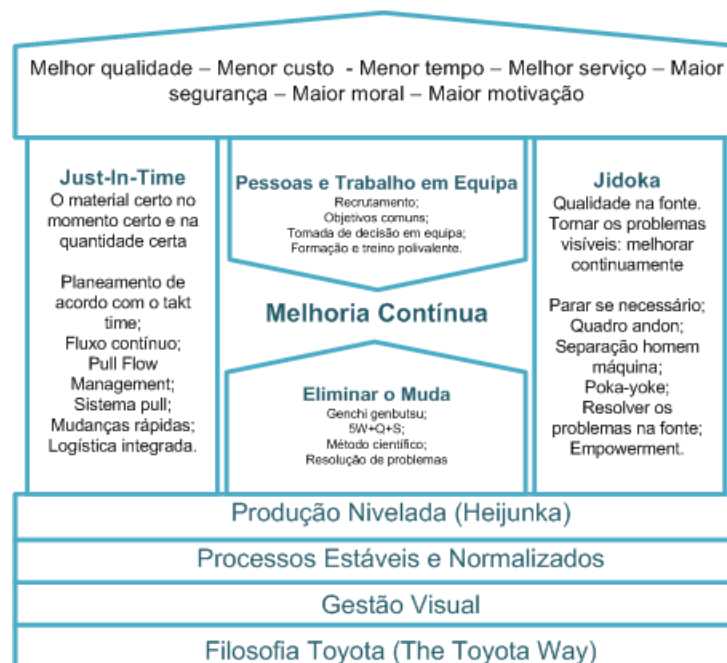 Melhor qualidade – Menor custo - Menor tempo – Melhor serviço – Maior
segurança – Maior moral – Maior motivação
Just-In-Time
O material certo no
momento certo e na
quantidade certa
Planeamento de
acordo com o takt
time;
Fluxo contínuo;
Pull Flow
Management;
Sistema pull;
Mudanças rápidas;
Logística integrada.
Pessoas e Trabalho em Equipa
Recrutamento;
Objetivos comuns;
Tomada de decisão em equipa;
Formação e treino polivalente.
Melhoria Contínua
Eliminar o Muda
Genchi genbutsu;
5W+Q+S;
Método científico;
Resolução de problemas
Jidoka
Qualidade na fonte.
Tornar os problemas
visíveis: melhorar
continuamente
Parar se necessário;
Quadro andon;
Separação homem
máquina;
Poka-yoke;
Resolver os
problemas na fonte;
Empowerment.
Produção Nivelada (Heijunka)
Processos Estáveis e Normalizados
Gestão Visual
Filosofia Toyota (The Toyota Way)